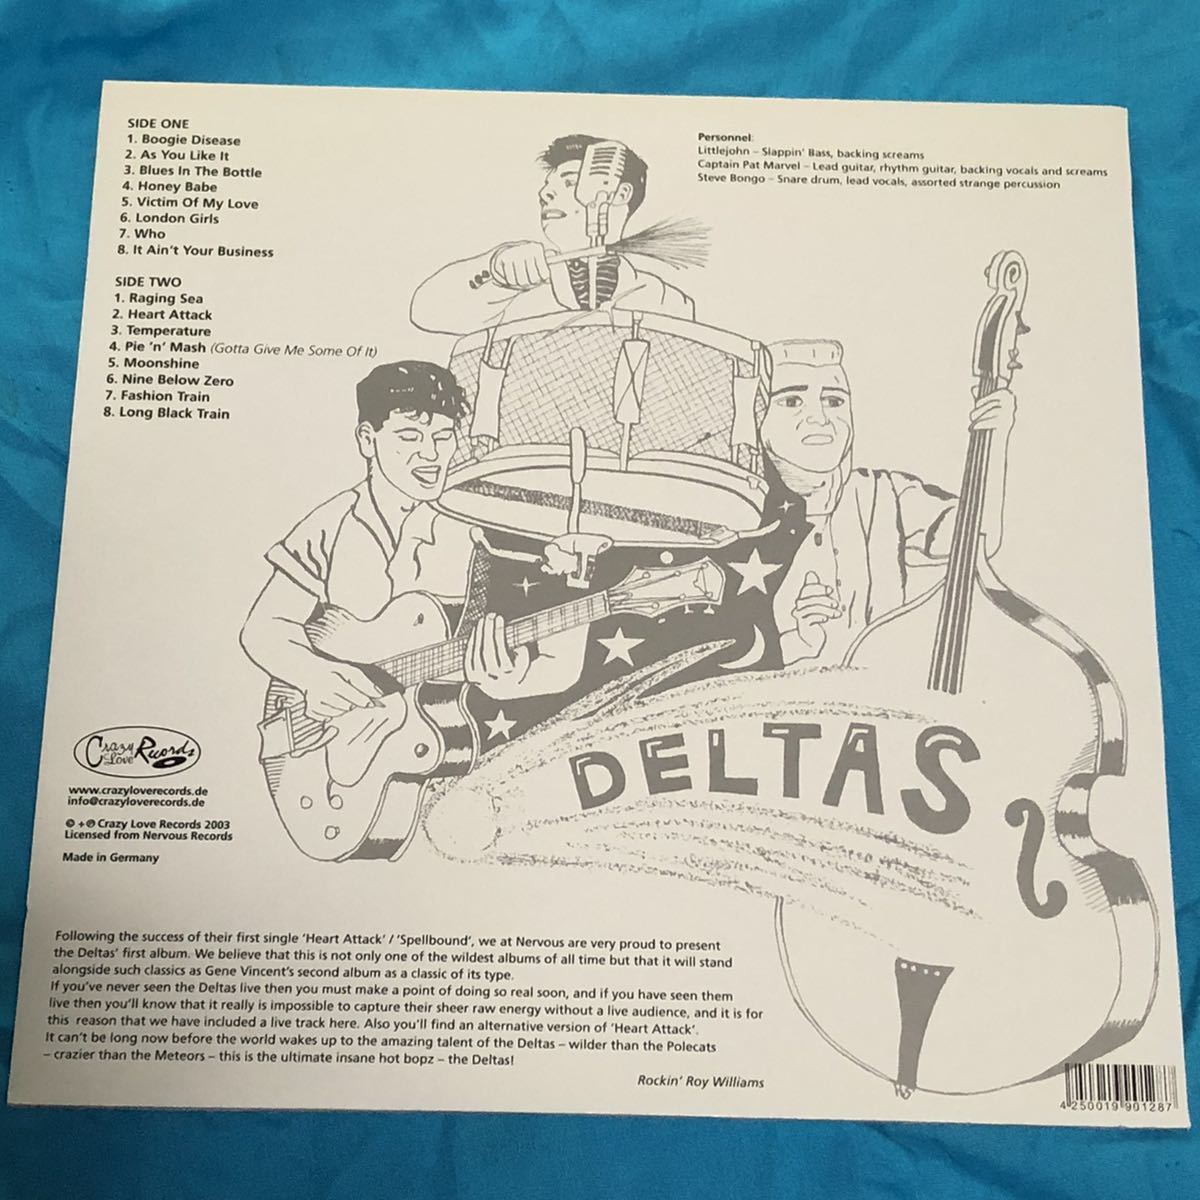 SIDE ONE
1. Boogie Disease
2. As You Like It
3. Blues In The Bottle
4. Honey Babe
5. Victim Of My Love
6. London Girls
7. Who
8. It Ain't Your Business
SIDE TWO
1. Raging Sea
2. Heart Attack
3. Temperature
4. Pie 'n' Mash (Gotta Give Me Some Of It)
5. Moonshine
6. Nine Below Zero
7. Fashion Train
8. Long Black Train
Personnel:
Littlejohn – Slappin' Bass, backing screams
Captain Pat Marvel – Lead guitar, rhythm guitar, backing vocals and screams
Steve Bongo – Snare drum, lead vocals, assorted strange percussion
DELTAS
Crazy Love Records
www.crazyloverecords.de
info@crazyloverecords.de
© + ℗ Crazy Love Records 2003
Licensed from Nervous Records
Made in Germany
Following the success of their first single 'Heart Attack' / 'Spellbound', we at Nervous are very proud to present
the Deltas' first album. We believe that this is not only one of the wildest albums of all time but that it will stand
alongside such classics as Gene Vincent's second album as a classic of its type.
If you've never seen the Deltas live then you must make a point of doing so real soon, and if you have seen them
live then you'll know that it really is impossible to capture their sheer raw energy without a live audience, and it is for
this reason that we have included a live track here. Also you'll find an alternative version of 'Heart Attack'.
It can't be long now before the world wakes up to the amazing talent of the Deltas – wilder than the Polecats
– crazier than the Meteors – this is the ultimate insane hot bopz – the Deltas!
Rockin' Roy Williams
4 250019 901287